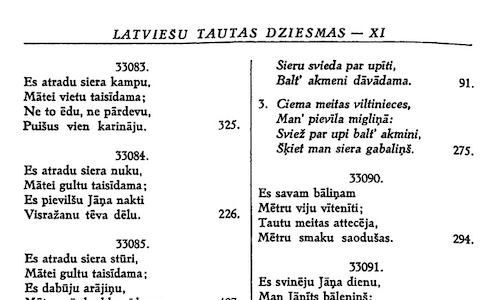 LATVIEŠU TAUTAS DZIESMAS — XI
33083.
Es atradu siera kampu,
Mātei vietu taisīdama;
Ne to ēdu, ne pārdevu,
Puišus vien karināju. 325.
33084.
Es atradu siera nuku,
Mātei gultu taisīdama;
Es pievilšu Jāņa nakti
Visražanu tēva dēlu. 226.
33085.
Es atradu siera stūri,
Mātei gultu taisīdama;
Es dabūju arājiņu,
Sieru svieda par upīti,
Balt' akmeni dāvādama. 91.
3. Ciema meitas viltinieces,
Man' pievīla migliņā:
Sviež par upi balt' akmini,
Šķiet man siera gabaliņš. 275.
33090.
Es savam bāliņam
Mētru viju vītenīti;
Tautu meitas attecēja,
Mētru smaku saodušas. 294.
33091.
Es svinēju Jāņa dienu,
Man Jānīts bāleniņš;